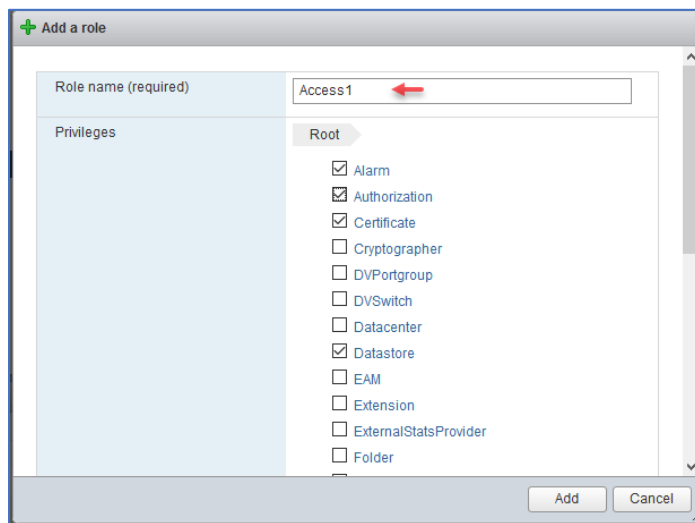 Add a role
Role name (required)
Access1
Privileges
Root
Alarm
Authorization
Certificate
Cryptographer
DVPortgroup
DVSwitch
Datacenter
Datastore
EAM
Extension
ExternalStatsProvider
Folder
Add
Cancel